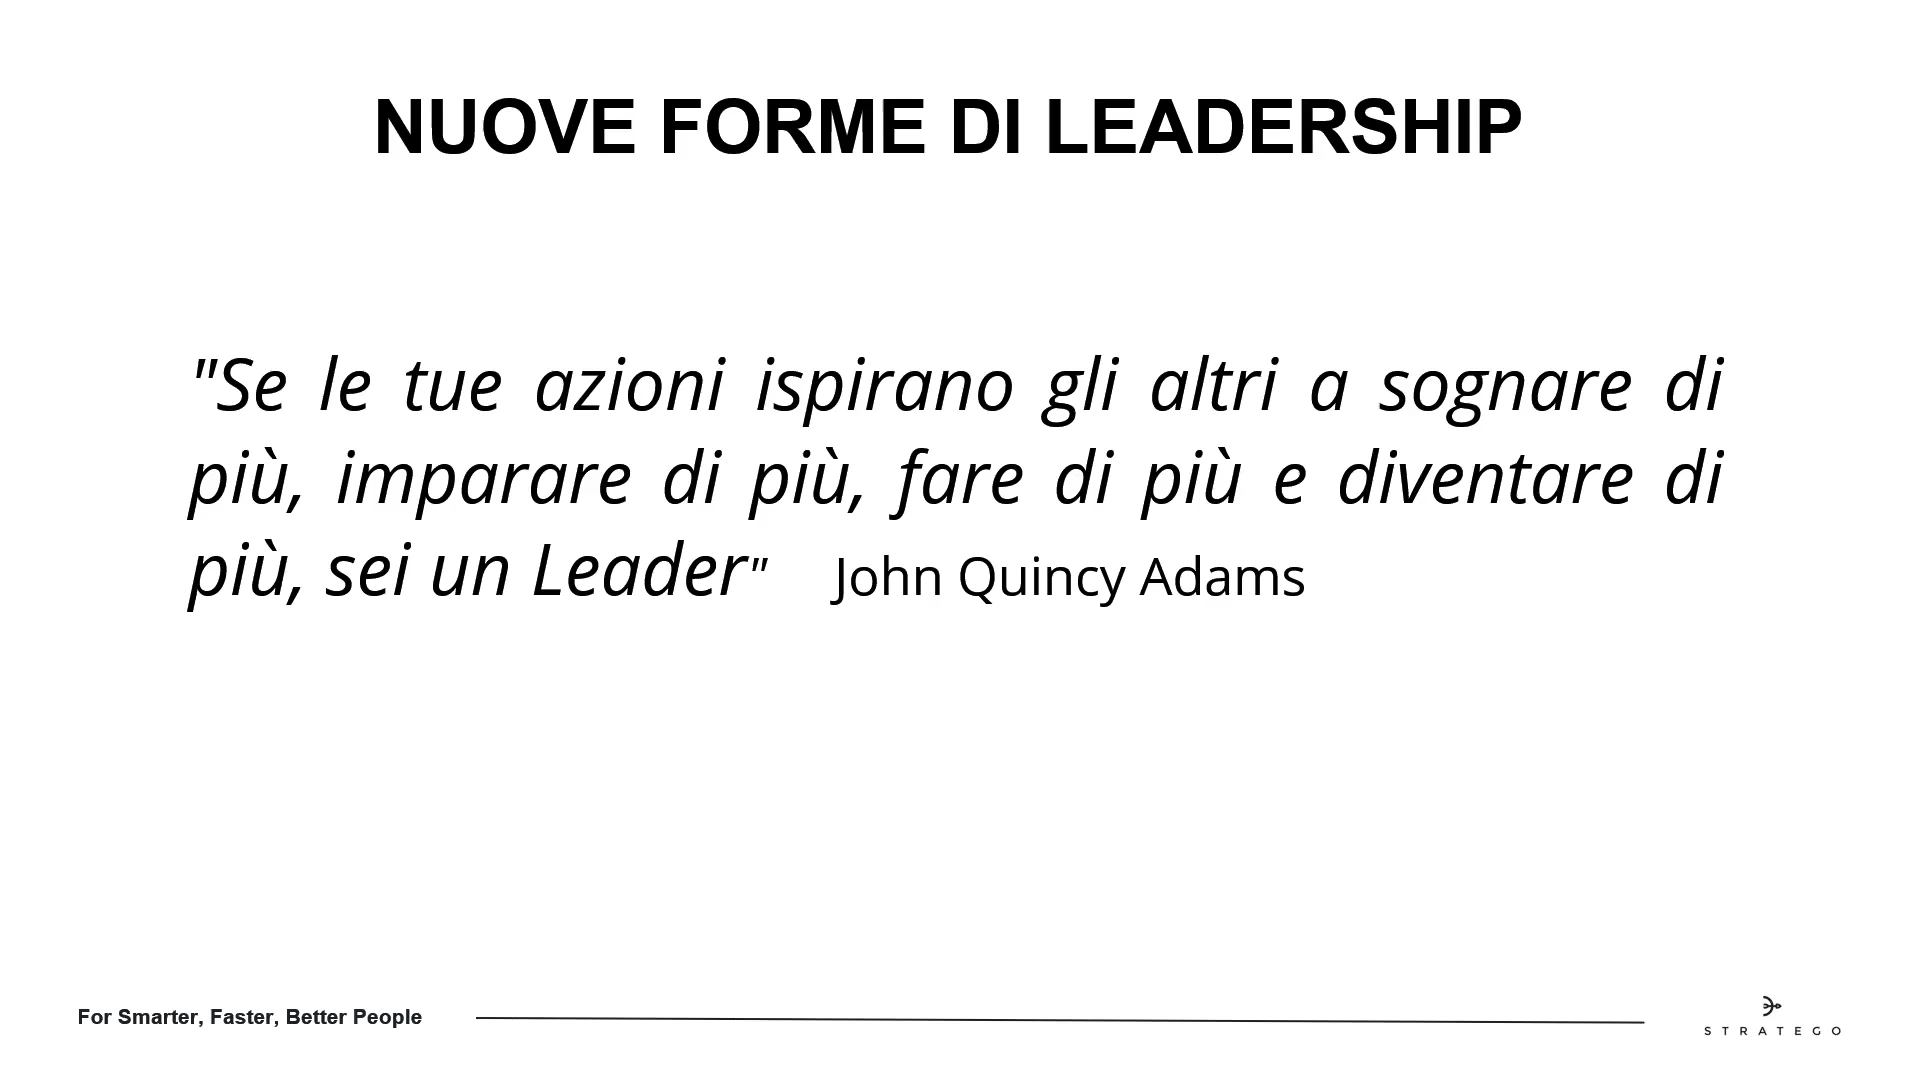 NUOVE FORME DI LEADERSHIP
"Se le tue azioni ispirano gli altri a sognare di
più, imparare di più, fare di più e diventare di
più, sei un Leader" John Quincy Adams
For Smarter, Faster, Better People
STRATEGO